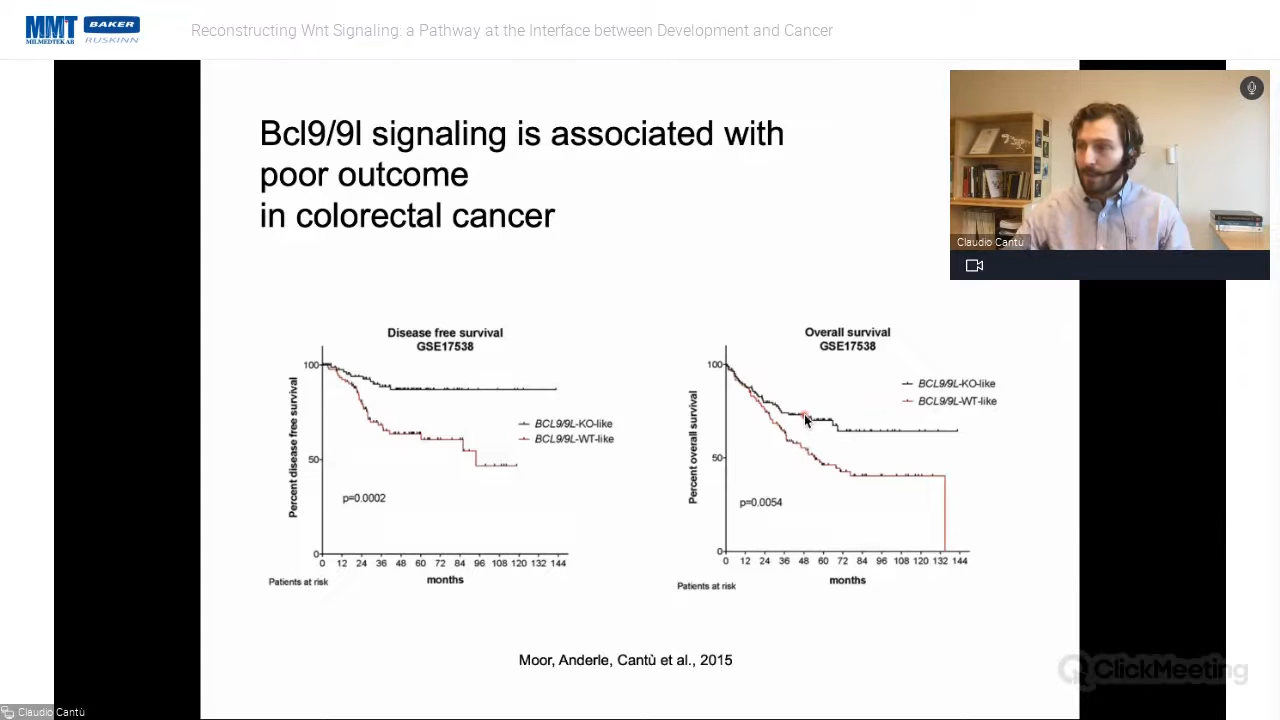 MMT
MILMEDTEK AB
BAKER
RUSKINN
Reconstructing Wnt Signaling: a Pathway at the Interface between Development and Cancer
Bcl9/9l signaling is associated with
poor outcome
in colorectal cancer
Claudio Cantù
Disease free survival
GSE17538
Percent disease free survival
100
50
0
BCL9/9L-KO-like
BCL9/9L-WT-like
p=0.0002
0 12 24 36 48 60 72 84 96 108 120 132 144
months
Patients at risk
Overall survival
GSE17538
Percent overall survival
100
50
0
BCL9/9L-KO-like
BCL9/9L-WT-like
p=0.0054
0 12 24 36 48 60 72 84 96 108 120 132 144
months
Patients at risk
Moor, Anderle, Cantù et al., 2015
ClickMeeting
Claudio Cantù